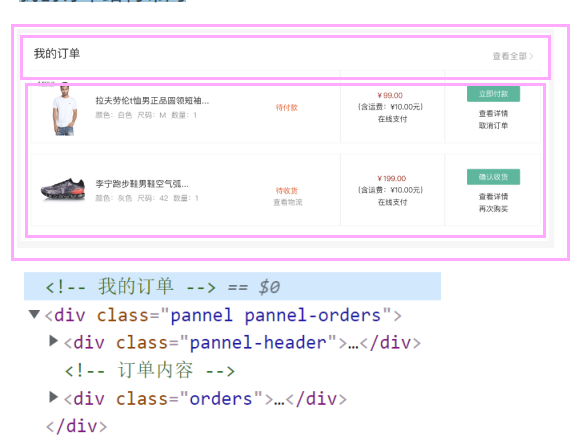 我的订单
查看全部 >
拉夫劳伦t恤男正品圆领短袖...
颜色: 白色 尺码: M 数量: 1
待付款
¥99.00
(含运费: ¥10.00元)
在线支付
立即付款
查看详情
取消订单
李宁跑步鞋男鞋空气弧...
颜色: 灰色 尺码: 42 数量: 1
待收货
查看物流
¥199.00
(含运费: ¥10.00元)
在线支付
确认收货
查看详情
再次购买
<!-- 我的订单 --> == $0
▼<div class="pannel pannel-orders">
▶<div class="pannel-header">…</div>
<!-- 订单内容 -->
▶<div class="orders">…</div>
</div>